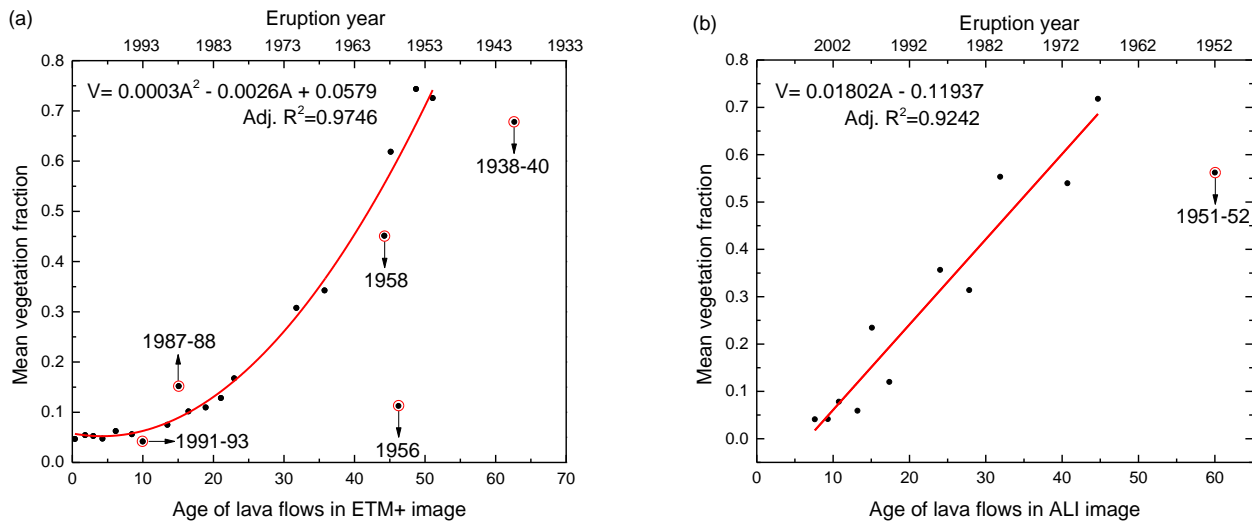 (a)
Eruption year
1993 1983 1973 1963 1953 1943 1933
0.8
0.7
0.6
0.5
0.4
0.3
0.2
0.1
0.0
Mean vegetation fraction
V= 0.0003A² - 0.0026A + 0.0579
Adj. R²=0.9746
1938-40
1958
1987-88
1991-93
1956
0 10 20 30 40 50 60 70
Age of lava flows in ETM+ image
(b)
Eruption year
2002 1992 1982 1972 1962 1952
0.8
0.7
0.6
0.5
0.4
0.3
0.2
0.1
0.0
Mean vegetation fraction
V= 0.01802A - 0.11937
Adj. R²=0.9242
1951-52
0 10 20 30 40 50 60
Age of lava flows in ALI image